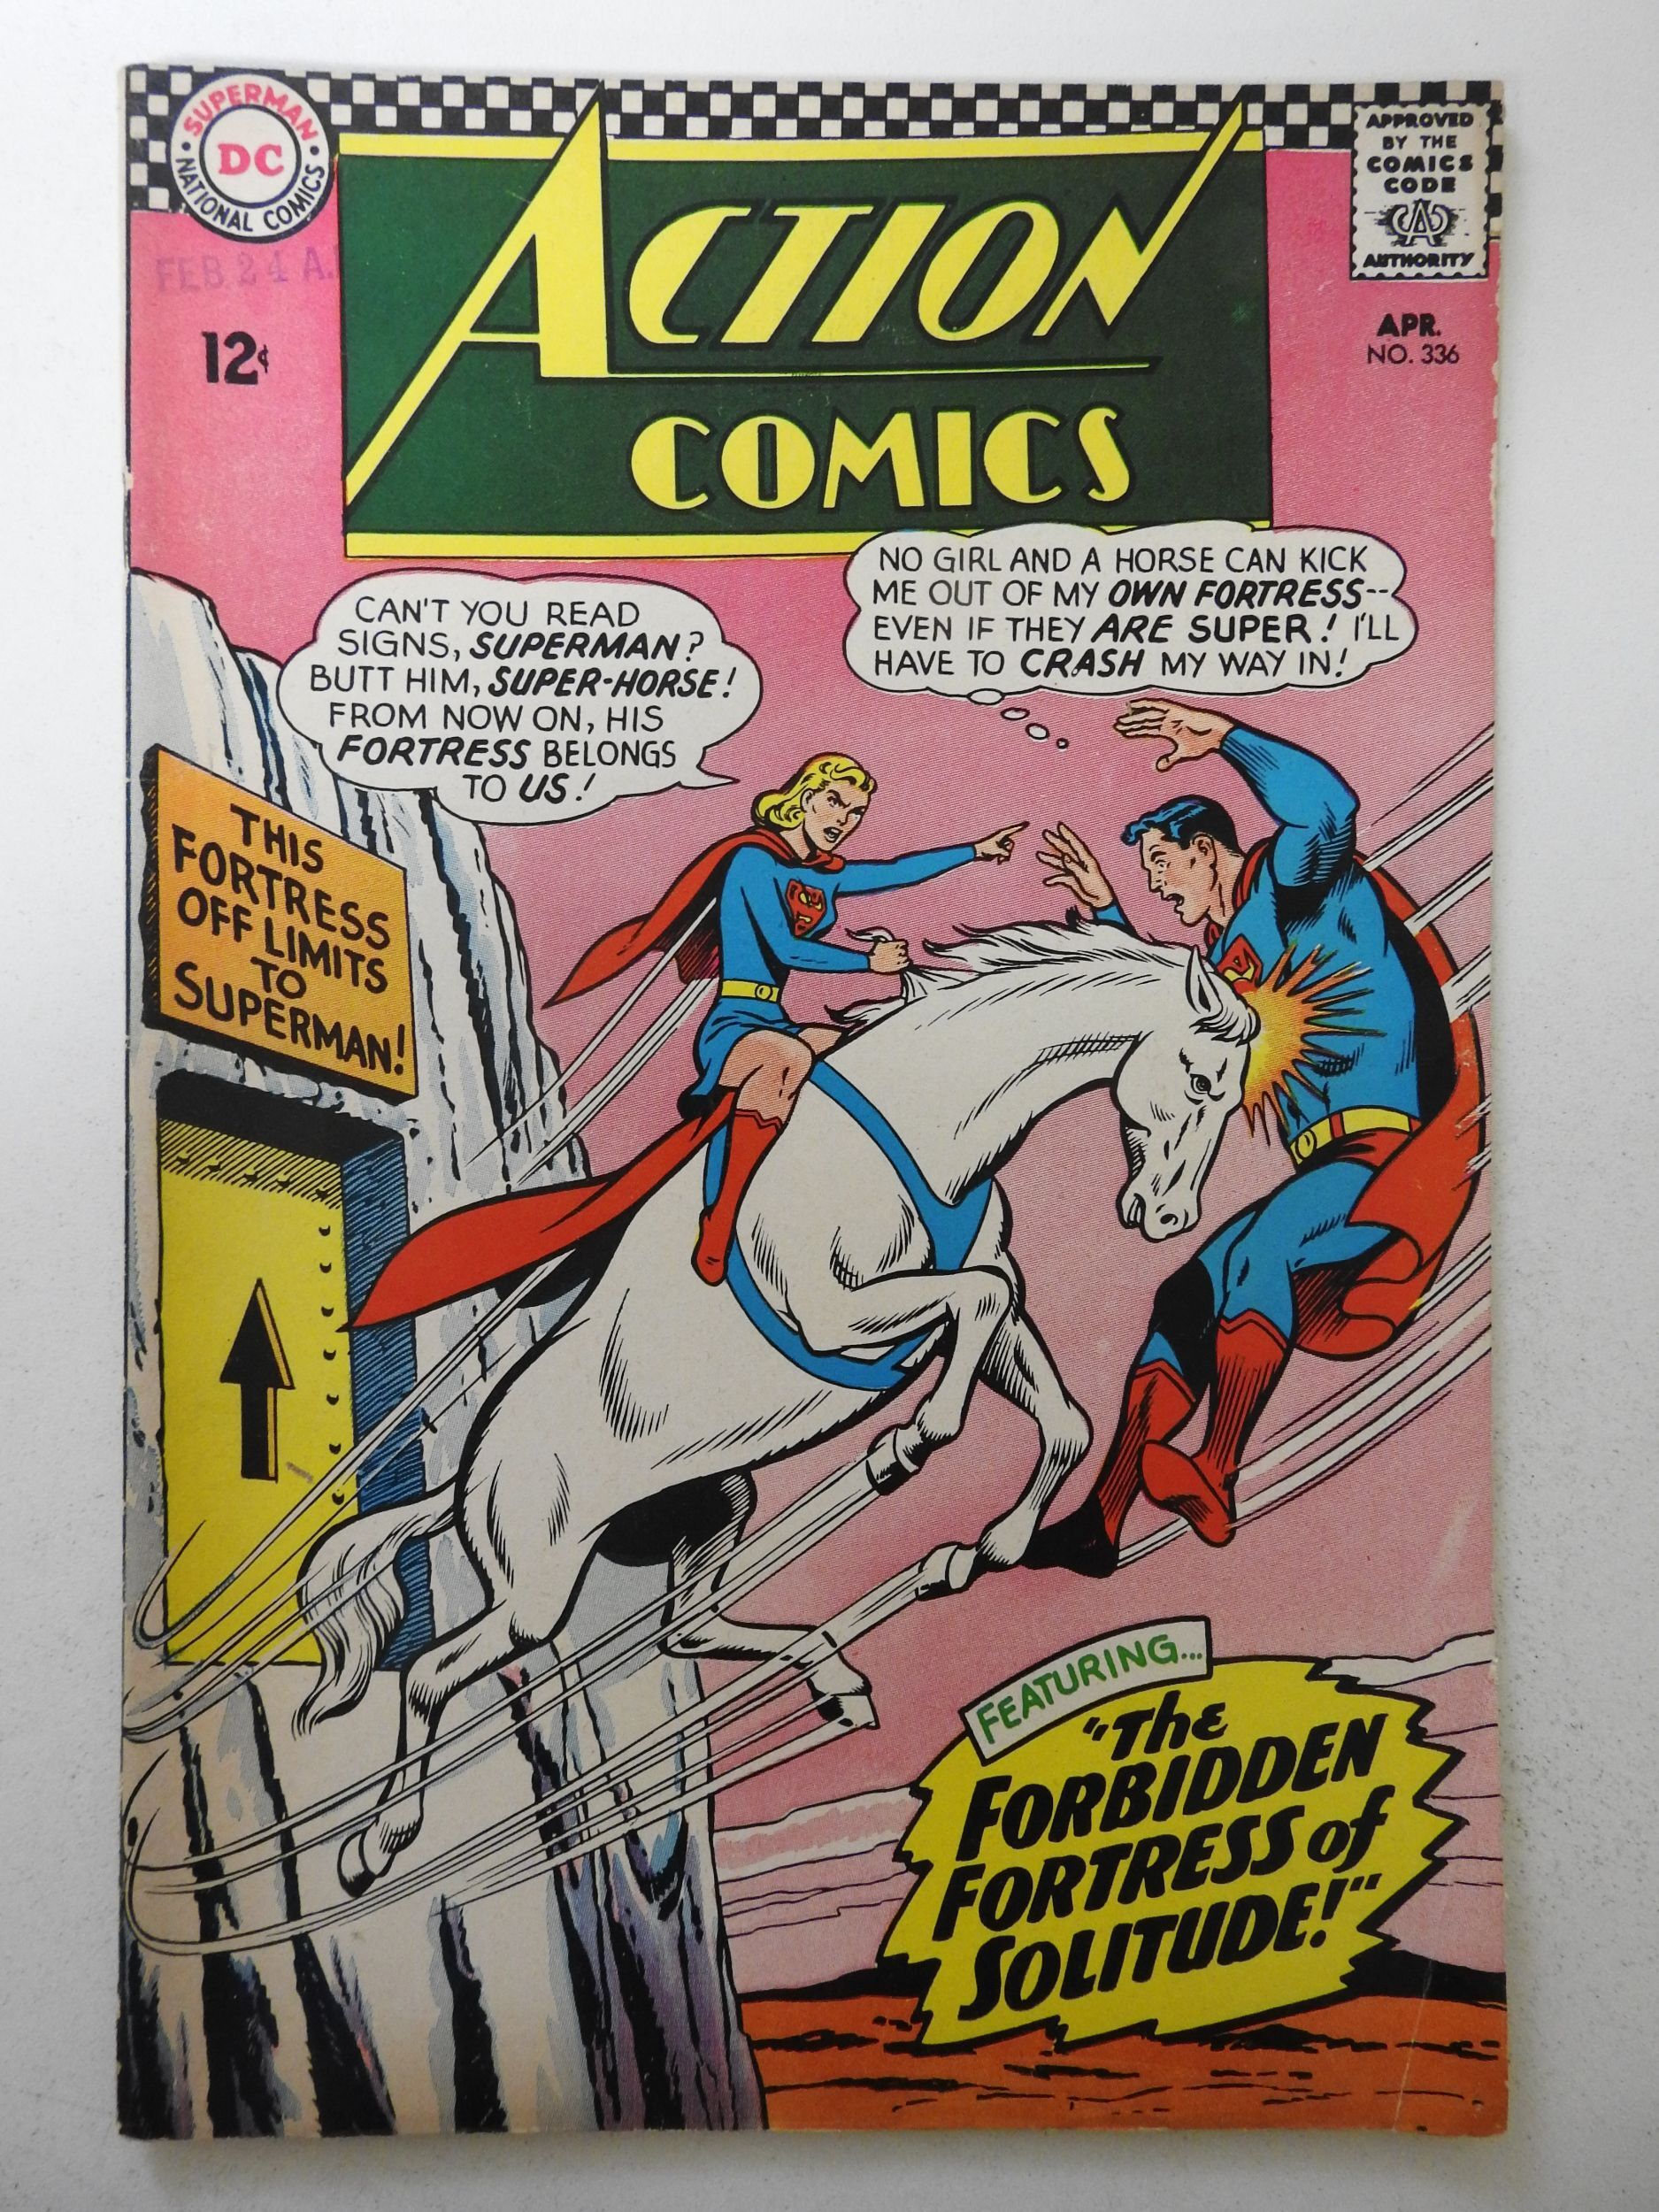 SUPERMAN
DC
NATIONAL COMICS
ACTION
COMICS
APPROVED
BY THE
COMICS
CODE
CA
AUTHORITY
FEB 24 A.
12¢
APR.
NO. 336
CAN'T YOU READ
SIGNS, SUPERMAN?
BUTT HIM, SUPER-HORSE!
FROM NOW ON, HIS
FORTRESS BELONGS
TO US!
NO GIRL AND A HORSE CAN KICK
ME OUT OF MY OWN FORTRESS--
EVEN IF THEY ARE SUPER! I'LL
HAVE TO CRASH MY WAY IN!
THIS
FORTRESS
OFF LIMITS
TO
SUPERMAN!
S
S
FEATURING...
"The
FORBIDDEN
FORTRESS of
SOLITUDE!"